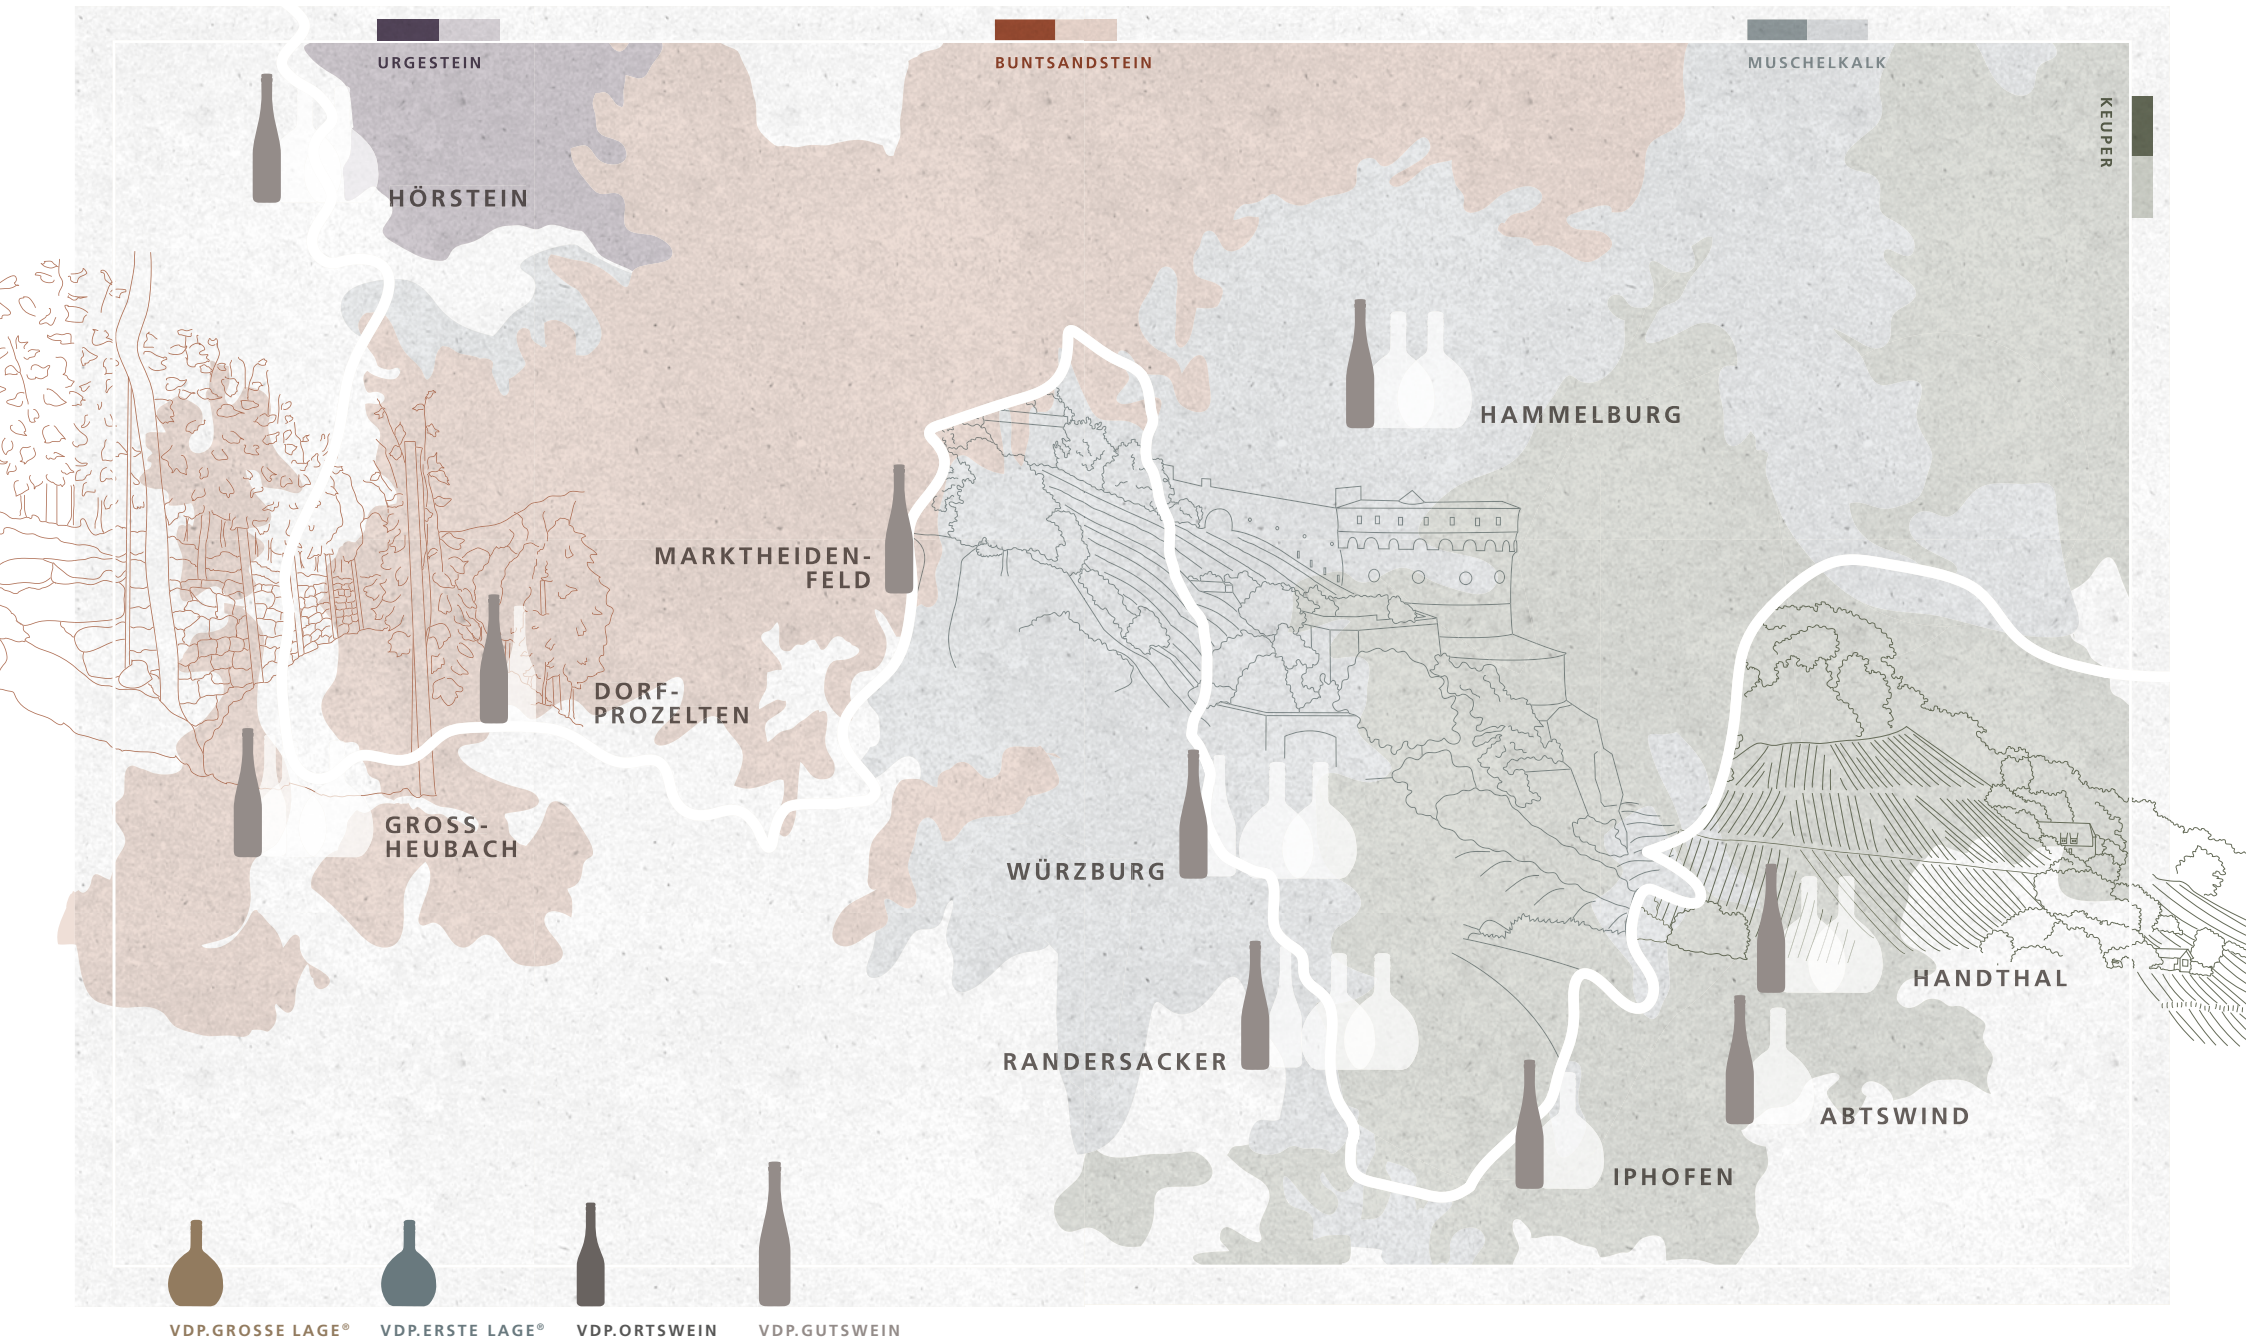 URGESTEIN
BUNTSANDSTEIN
MUSCHELKALK
KEUPER
HÖRSTEIN
HAMMELBURG
MARKTHEIDEN-
FELD
DORF-
PROZELTEN
GROSS-
HEUBACH
WÜRZBURG
HANDTHAL
RANDERSACKER
ABTSWIND
IPHOFEN
VDP.GROSSE LAGE®
VDP.ERSTE LAGE®
VDP.ORTSWEIN
VDP.GUTSWEIN